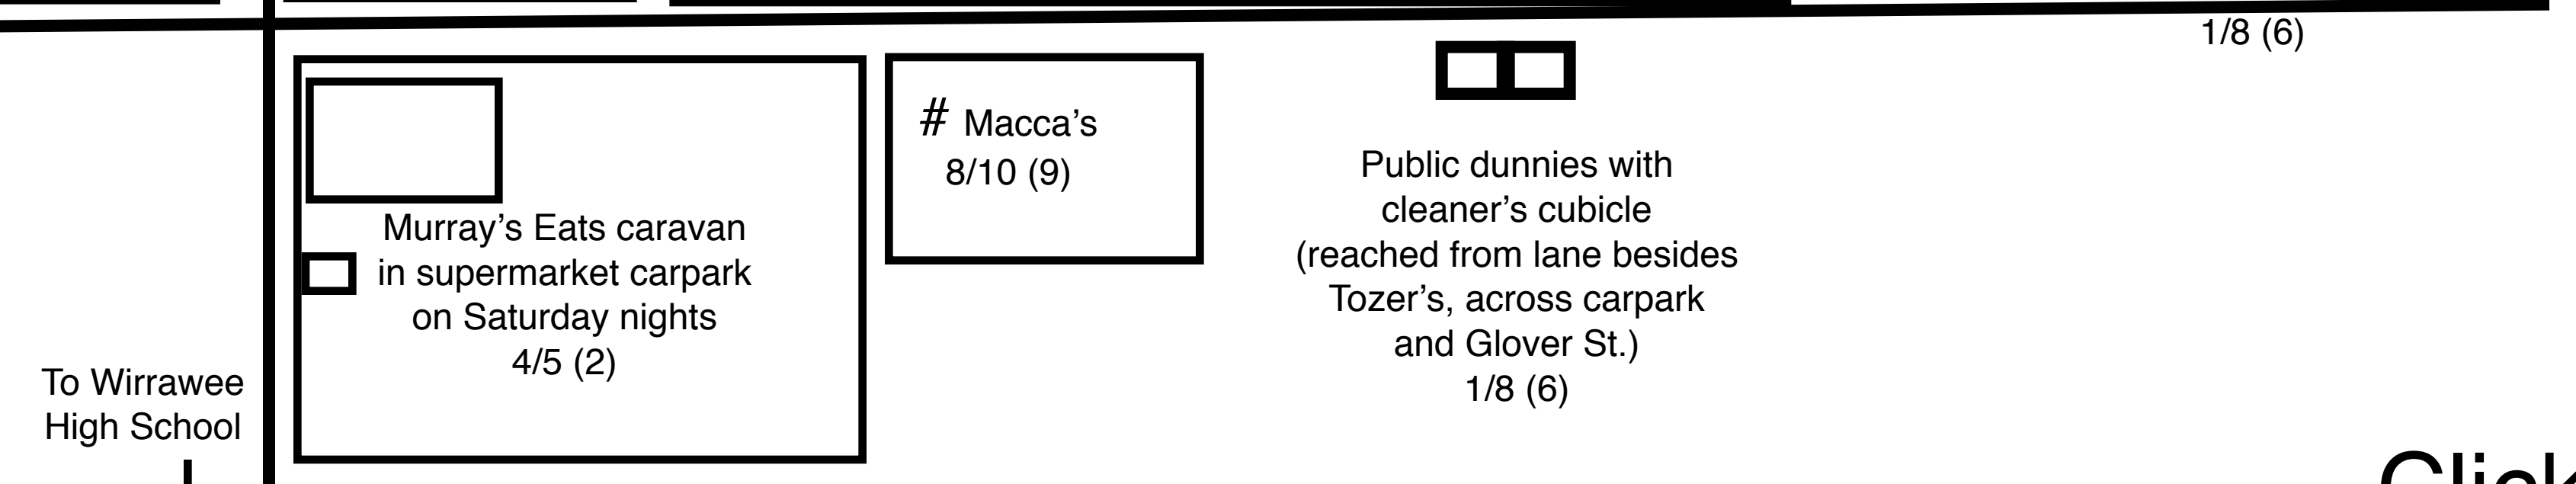 1/8 (6)
# Macca's
8/10 (9)
Public dunnies with
cleaner's cubicle
(reached from lane besides
Tozer's, across carpark
and Glover St.)
1/8 (6)
Murray's Eats caravan
in supermarket carpark
on Saturday nights
4/5 (2)
To Wirrawee
High School